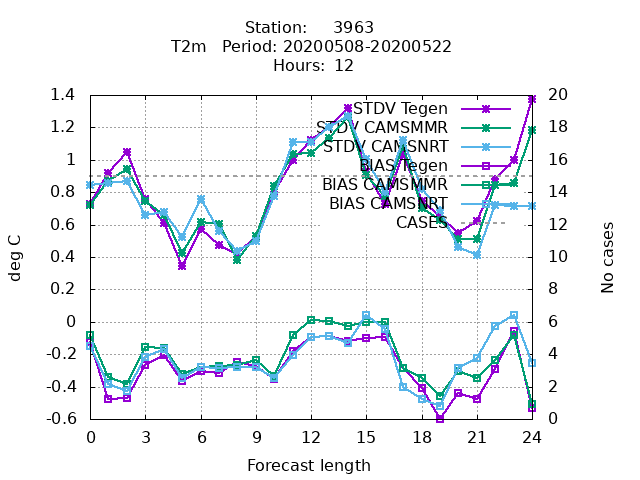 Station: 3963
T2m Period: 20200508-20200522
Hours: 12
1.4
1.2
1
0.8
0.6
0.4
0.2
0
-0.2
-0.4
-0.6
20
18
16
14
12
10
8
6
4
2
0
STDV Tegen
STDV CAMSMMR
STDV CAMSNRT
BIAS Tegen
BIAS CAMSMMR
BIAS CAMSNRT
CASES
deg C
No cases
0 3 6 9 12 15 18 21 24
Forecast length